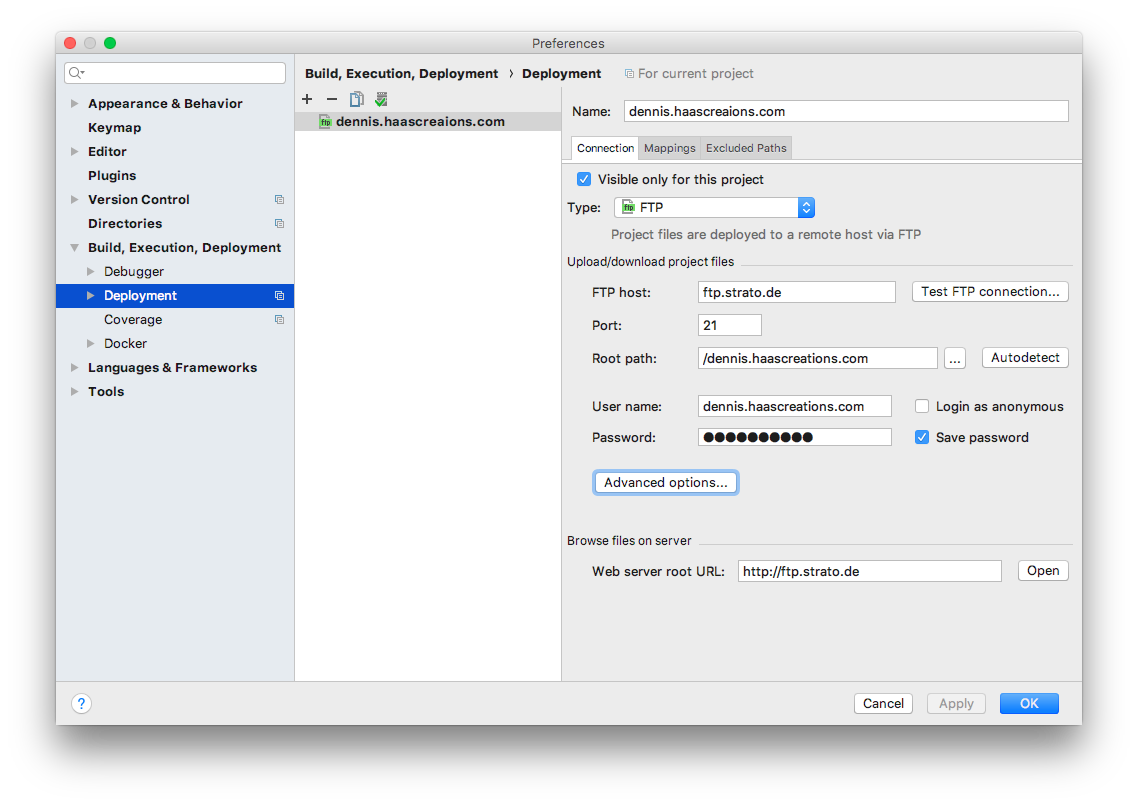 Preferences
Build, Execution, Deployment › Deployment For current project
Appearance & Behavior
Keymap
Editor
Plugins
Version Control
Directories
Build, Execution, Deployment
Debugger
Deployment
Coverage
Docker
Languages & Frameworks
Tools
ftp dennis.haascreaions.com
Name: dennis.haascreaions.com
Connection Mappings Excluded Paths
Visible only for this project
Type: ftp FTP
Project files are deployed to a remote host via FTP
Upload/download project files
FTP host: ftp.strato.de Test FTP connection...
Port: 21
Root path: /dennis.haascreations.com ... Autodetect
User name: dennis.haascreations.com Login as anonymous
Password: ●●●●●●●●●● Save password
Advanced options...
Browse files on server
Web server root URL: http://ftp.strato.de Open
? Cancel Apply OK